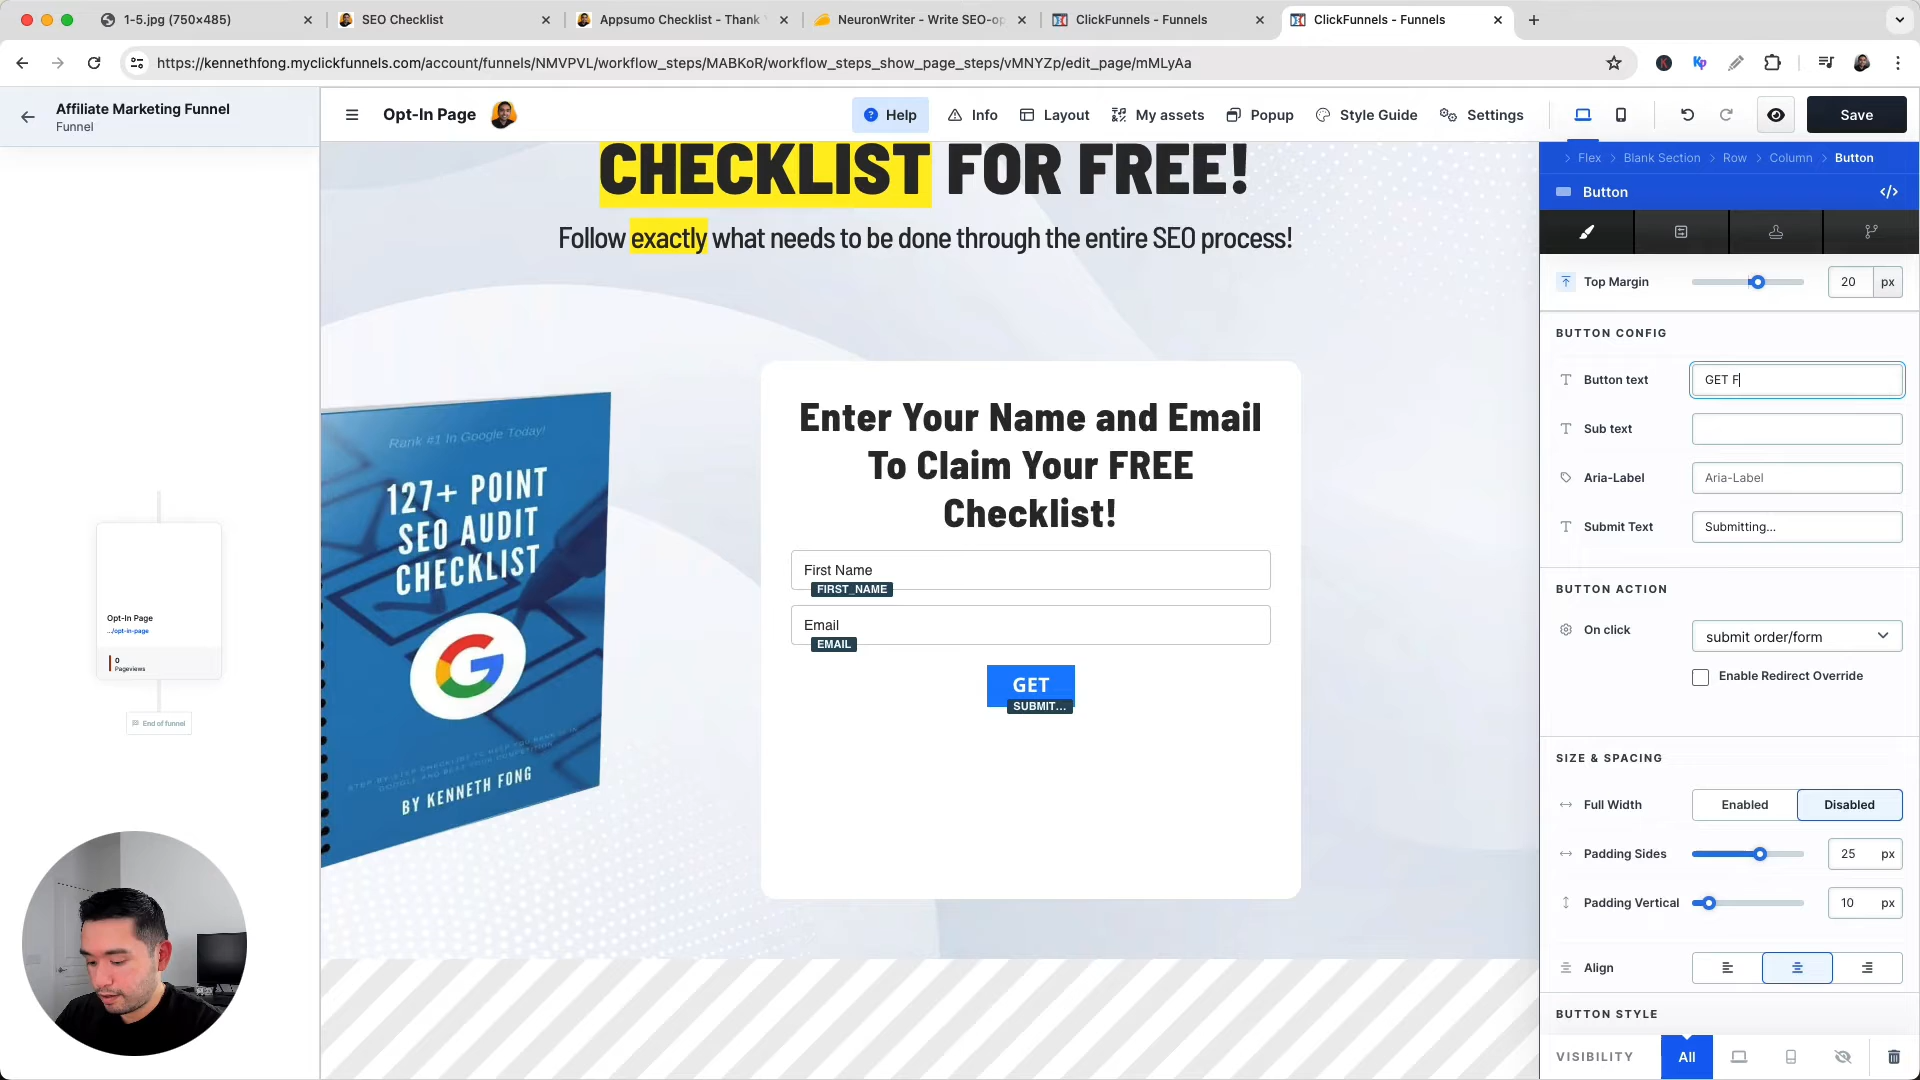 1-5.jpg (750×485)
SEO Checklist
Appsumo Checklist - Thank
NeuronWriter - Write SEO-op
ClickFunnels - Funnels
ClickFunnels - Funnels
https://kennethfong.myclickfunnels.com/account/funnels/NMVPVL/workflow_steps/MABKoR/workflow_steps_show_page_steps/vMNYZp/edit_page/mMLyAa
Affiliate Marketing Funnel
Funnel
Opt-In Page
Help
Info
Layout
My assets
Popup
Style Guide
Settings
Save
Opt-In Page
.../opt-in-page
0
Pageviews
End of funnel
CHECKLIST FOR FREE!
Follow exactly what needs to be done through the entire SEO process!
Rank #1 In Google Today!
127+ POINT
SEO AUDIT
CHECKLIST
BY KENNETH FONG
Enter Your Name and Email
To Claim Your FREE
Checklist!
First Name
FIRST_NAME
Email
EMAIL
GET
SUBMIT...
Flex > Blank Section > Row > Column > Button
Button
</>
Top Margin
20 px
BUTTON CONFIG
Button text
GET F
Sub text
Aria-Label
Aria-Label
Submit Text
Submitting...
BUTTON ACTION
On click
submit order/form
Enable Redirect Override
SIZE & SPACING
Full Width
Enabled
Disabled
Padding Sides
25 px
Padding Vertical
10 px
Align
BUTTON STYLE
VISIBILITY
All